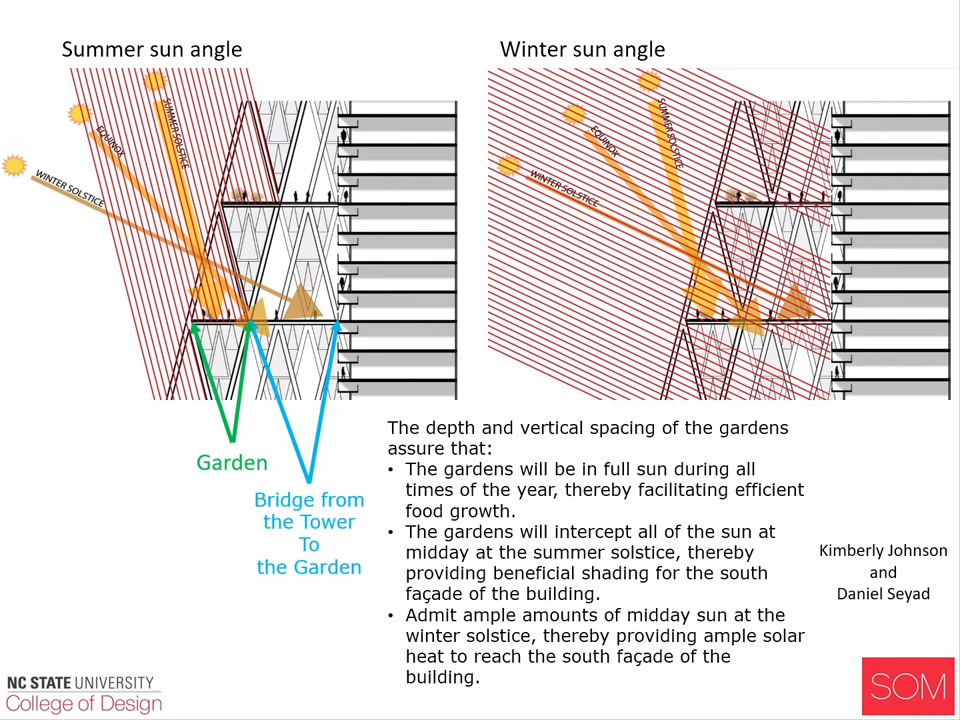 Summer sun angle
Winter sun angle
SUMMER SOLSTICE
EQUINOX
WINTER SOLSTICE
SUMMER SOLSTICE
EQUINOX
WINTER SOLSTICE
Garden
Bridge from
the Tower
To
the Garden
The depth and vertical spacing of the gardens
assure that:
• The gardens will be in full sun during all
times of the year, thereby facilitating efficient
food growth.
• The gardens will intercept all of the sun at
midday at the summer solstice, thereby
providing beneficial shading for the south
façade of the building.
• Admit ample amounts of midday sun at the
winter solstice, thereby providing ample solar
heat to reach the south façade of the
building.
Kimberly Johnson
and
Daniel Seyad
NC STATE UNIVERSITY
College of Design
SOM